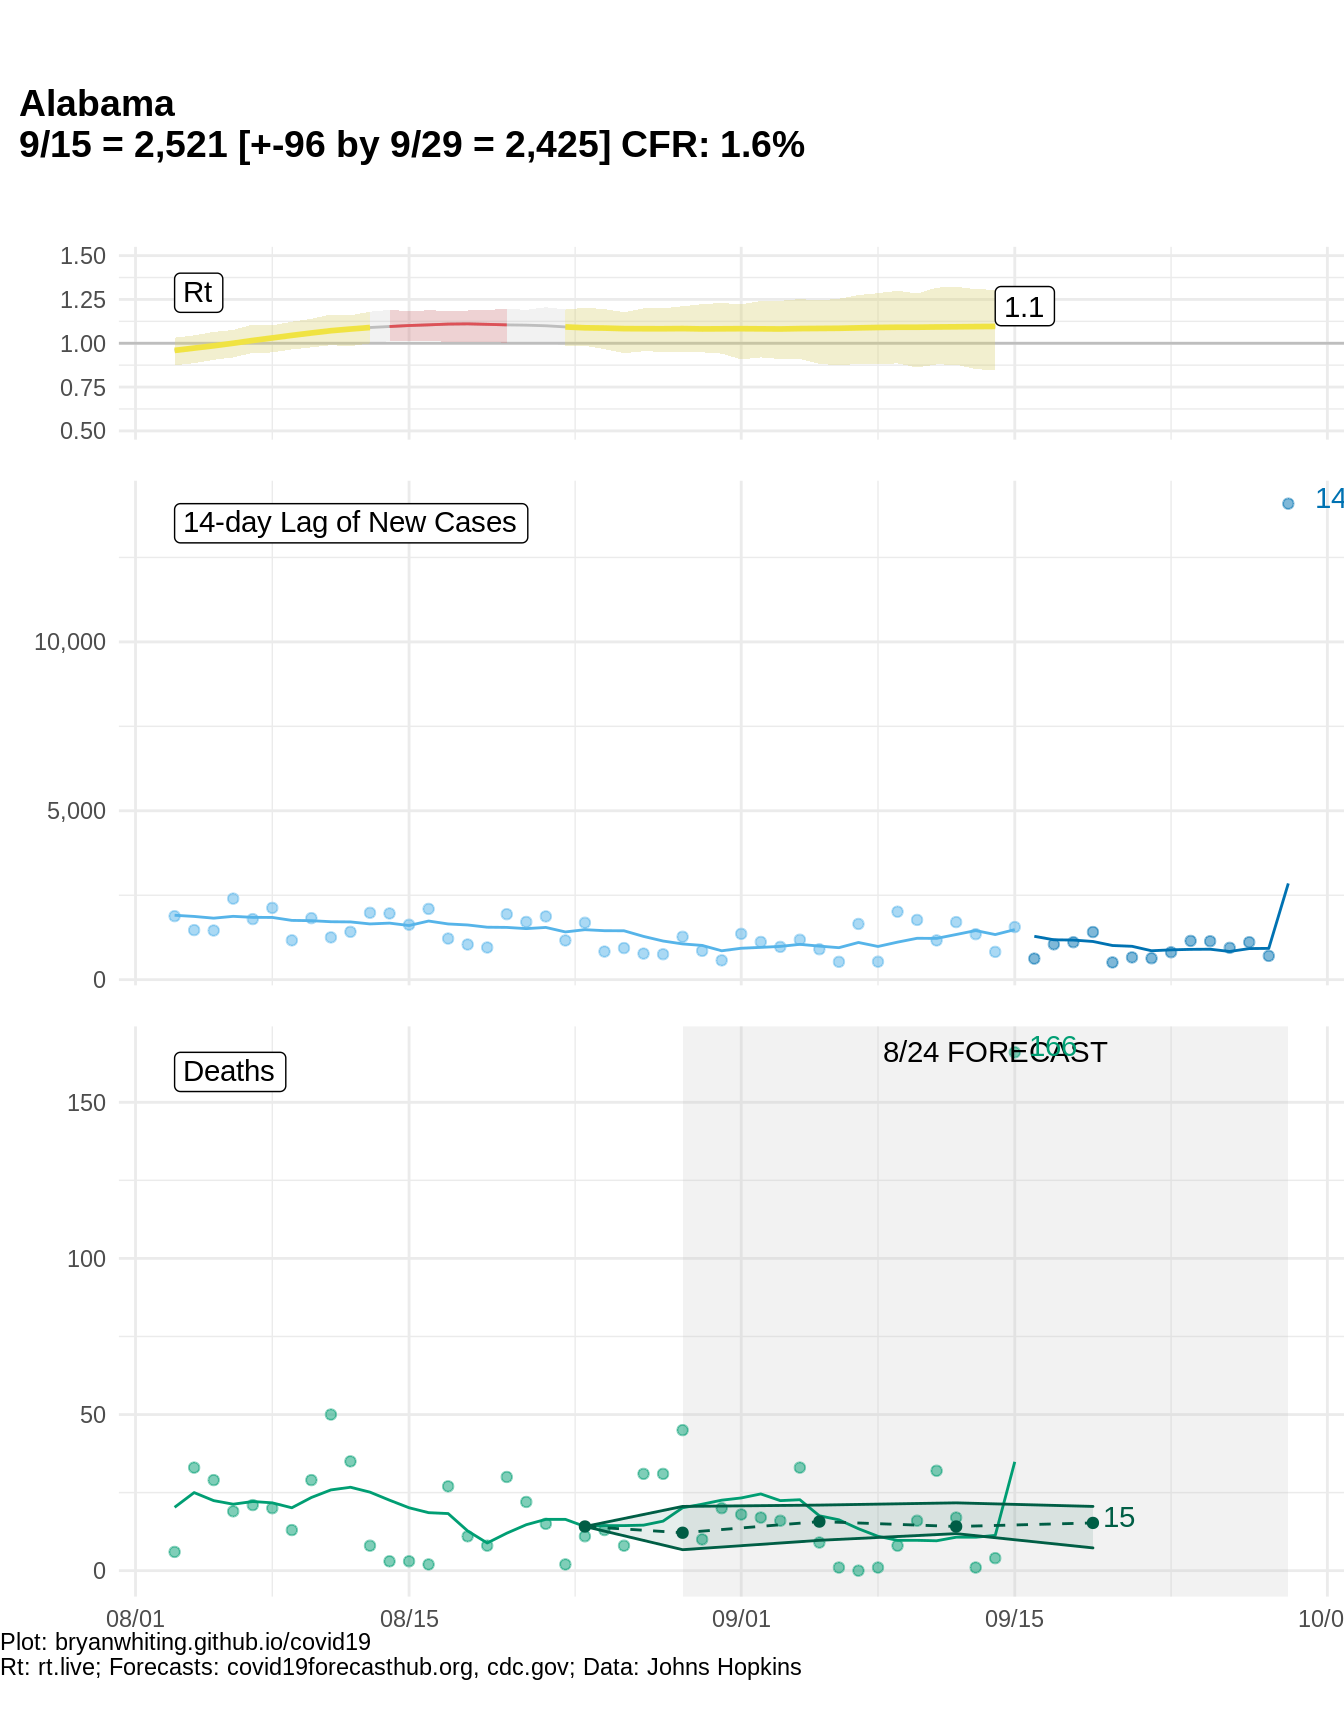 Alabama
9/15 = 2,521 [+-96 by 9/29 = 2,425] CFR: 1.6%
1.50
1.25
1.00
0.75
0.50
Rt
1.1
14-day Lag of New Cases
14
10,000
5,000
0
Deaths
8/24 FORECAST
166
150
100
50
0
15
08/01
08/15
09/01
09/15
10/0
Plot: bryanwhiting.github.io/covid19
Rt: rt.live; Forecasts: covid19forecasthub.org, cdc.gov; Data: Johns Hopkins